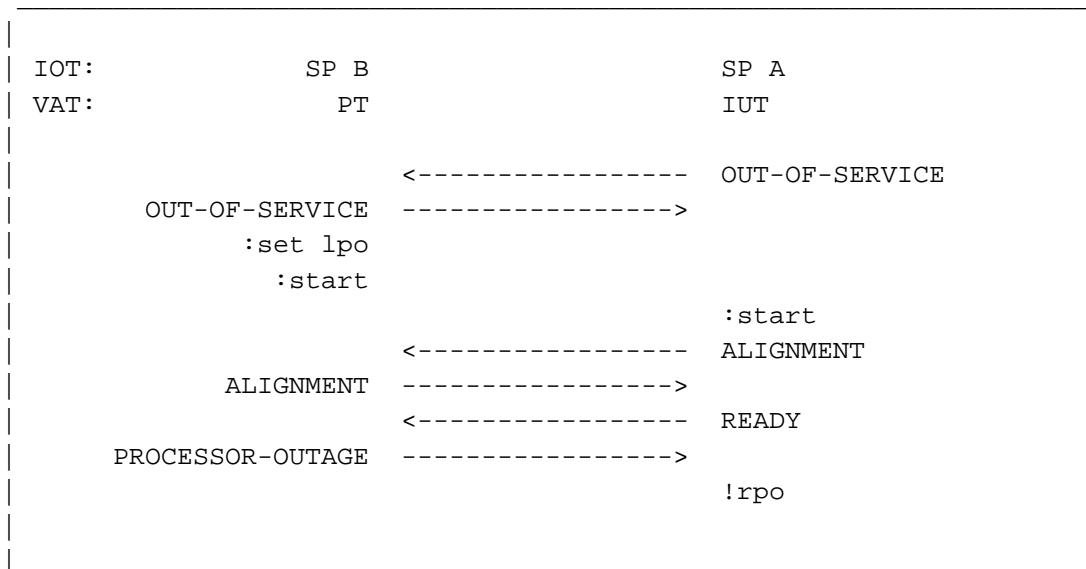 IOT: SP B SP A
VAT: PT IUT
<----------------- OUT-OF-SERVICE
OUT-OF-SERVICE ----------------->
:set lpo
:start
:start
<----------------- ALIGNMENT
ALIGNMENT ----------------->
<----------------- READY
PROCESSOR-OUTAGE ----------------->
!rpo